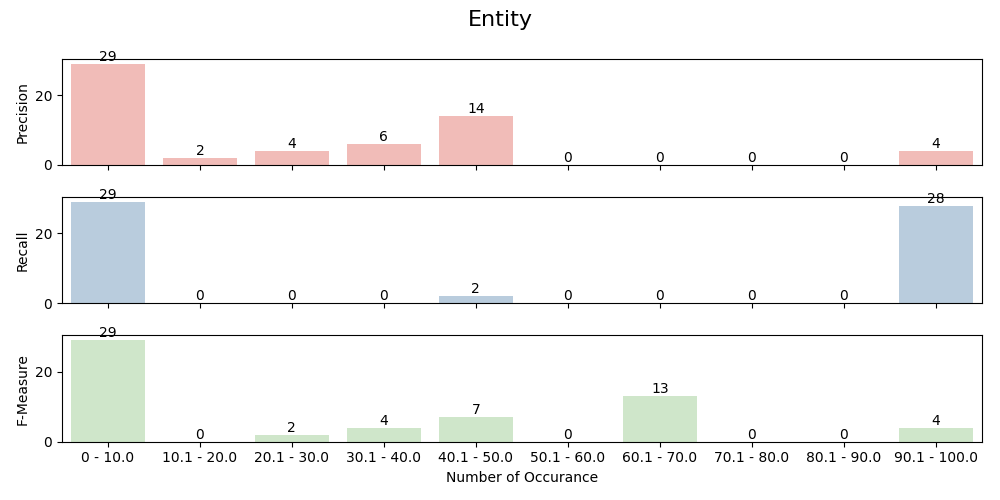 Entity
29 2 4 6 14 0 0 0 0 4
20
0
Precision
29 0 0 0 2 0 0 0 0 28
20
0
Recall
29 0 2 4 7 0 13 0 0 4
20
0
F-Measure
0 - 10.0 10.1 - 20.0 20.1 - 30.0 30.1 - 40.0 40.1 - 50.0 50.1 - 60.0 60.1 - 70.0 70.1 - 80.0 80.1 - 90.0 90.1 - 100.0
Number of Occurance